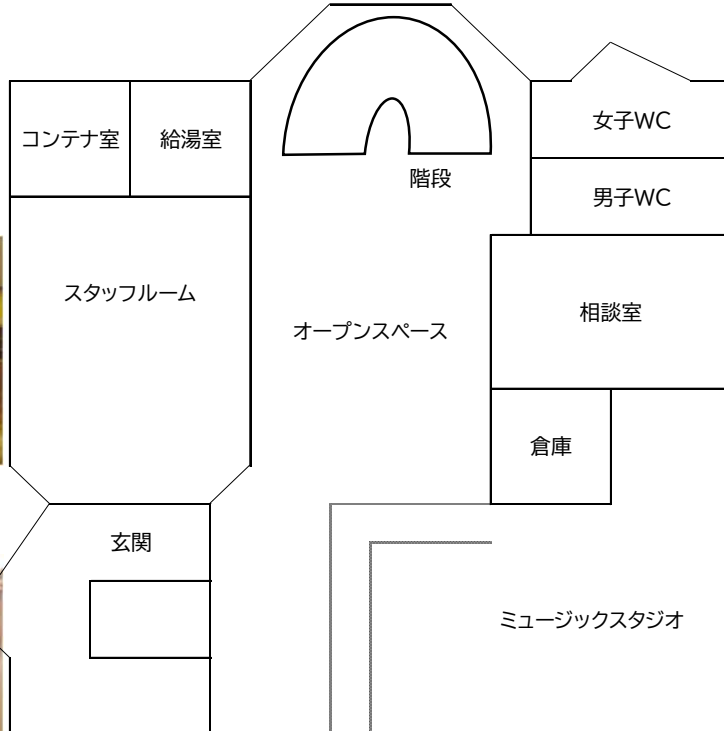 コンテナ室
給湯室
女子WC
階段
男子WC
スタッフルーム
オープンスペース
相談室
倉庫
玄関
ミュージックスタジオ